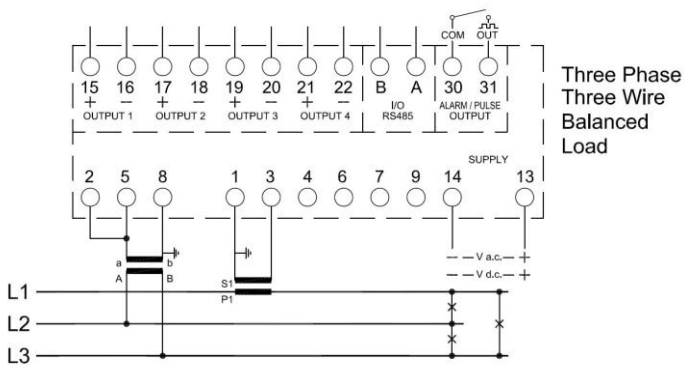 COM OUT
15 16 17 18 19 20 21 22 B A 30 31
+ − + − + − + −
OUTPUT 1 OUTPUT 2 OUTPUT 3 OUTPUT 4
I/O
RS485
ALARM / PULSE
OUTPUT
Three Phase
Three Wire
Balanced
Load
SUPPLY
2 5 8 1 3 4 6 7 9 14 13
a b
A B
S1
P1
− V a.c. +
− V d.c. +
L1
L2
L3